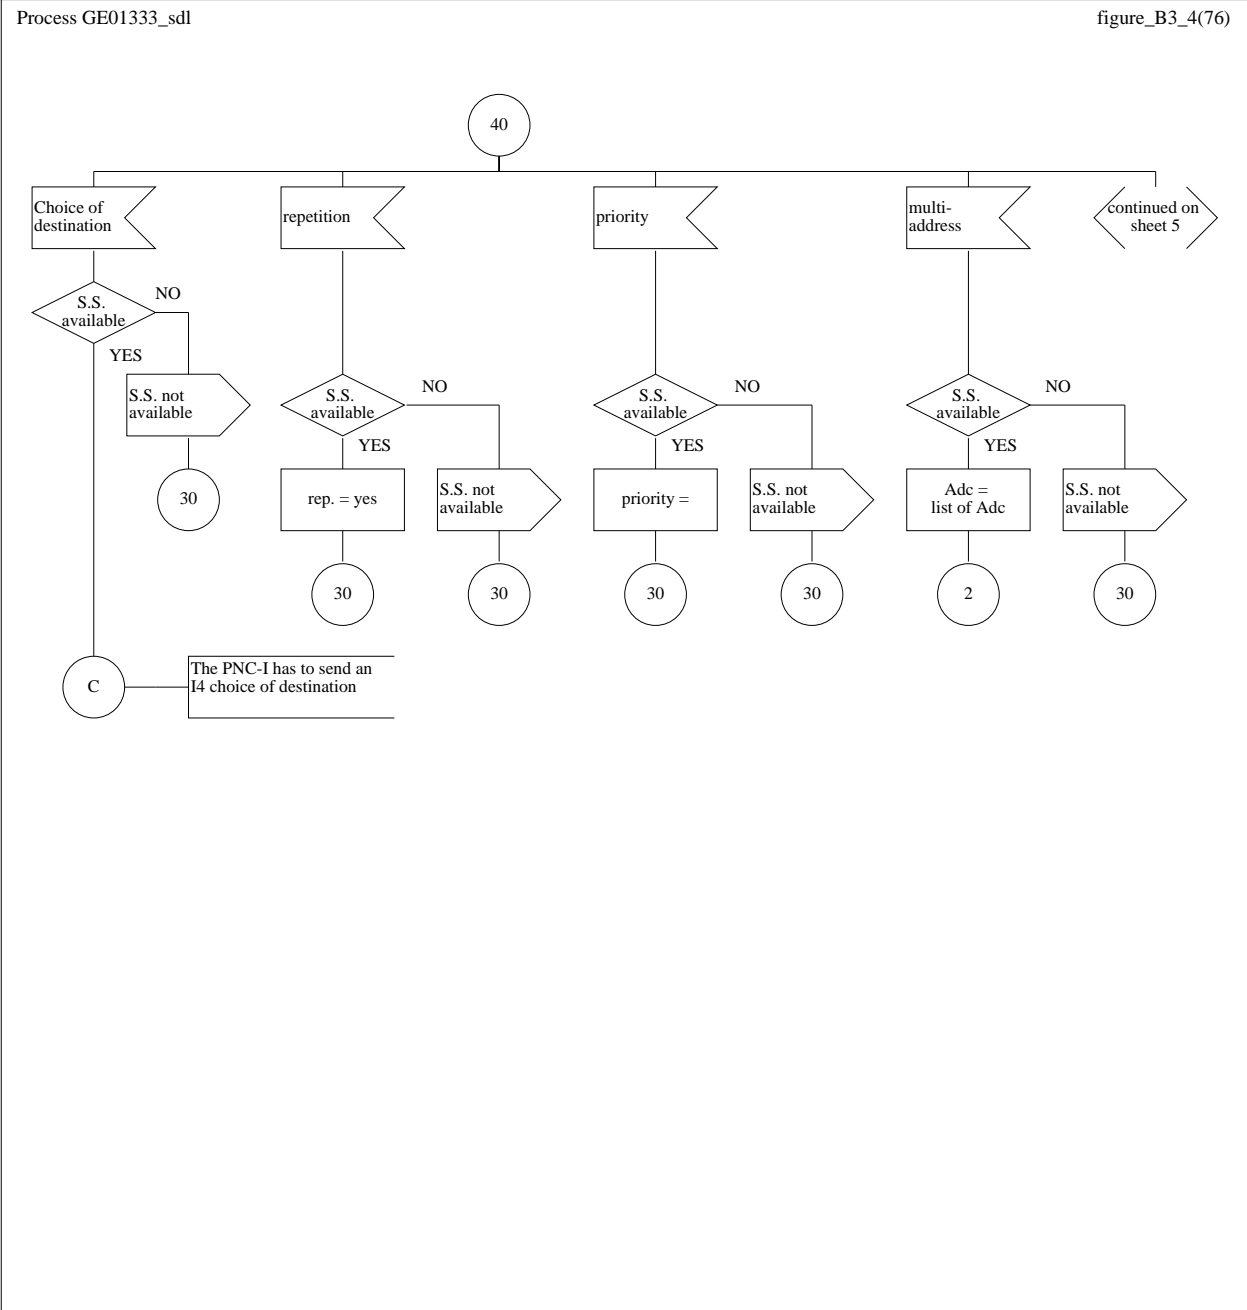 Process GE01333_sdl
figure_B3_4(76)
40
Choice of
destination
repetition
priority
multi-
address
continued on
sheet 5
S.S.
available
NO
YES
S.S. not
available
30
S.S.
available
NO
YES
rep. = yes
S.S. not
available
30
30
S.S.
available
NO
YES
priority =
S.S. not
available
30
30
S.S.
available
NO
YES
Adc =
list of Adc
S.S. not
available
2
30
C
The PNC-I has to send an
I4 choice of destination